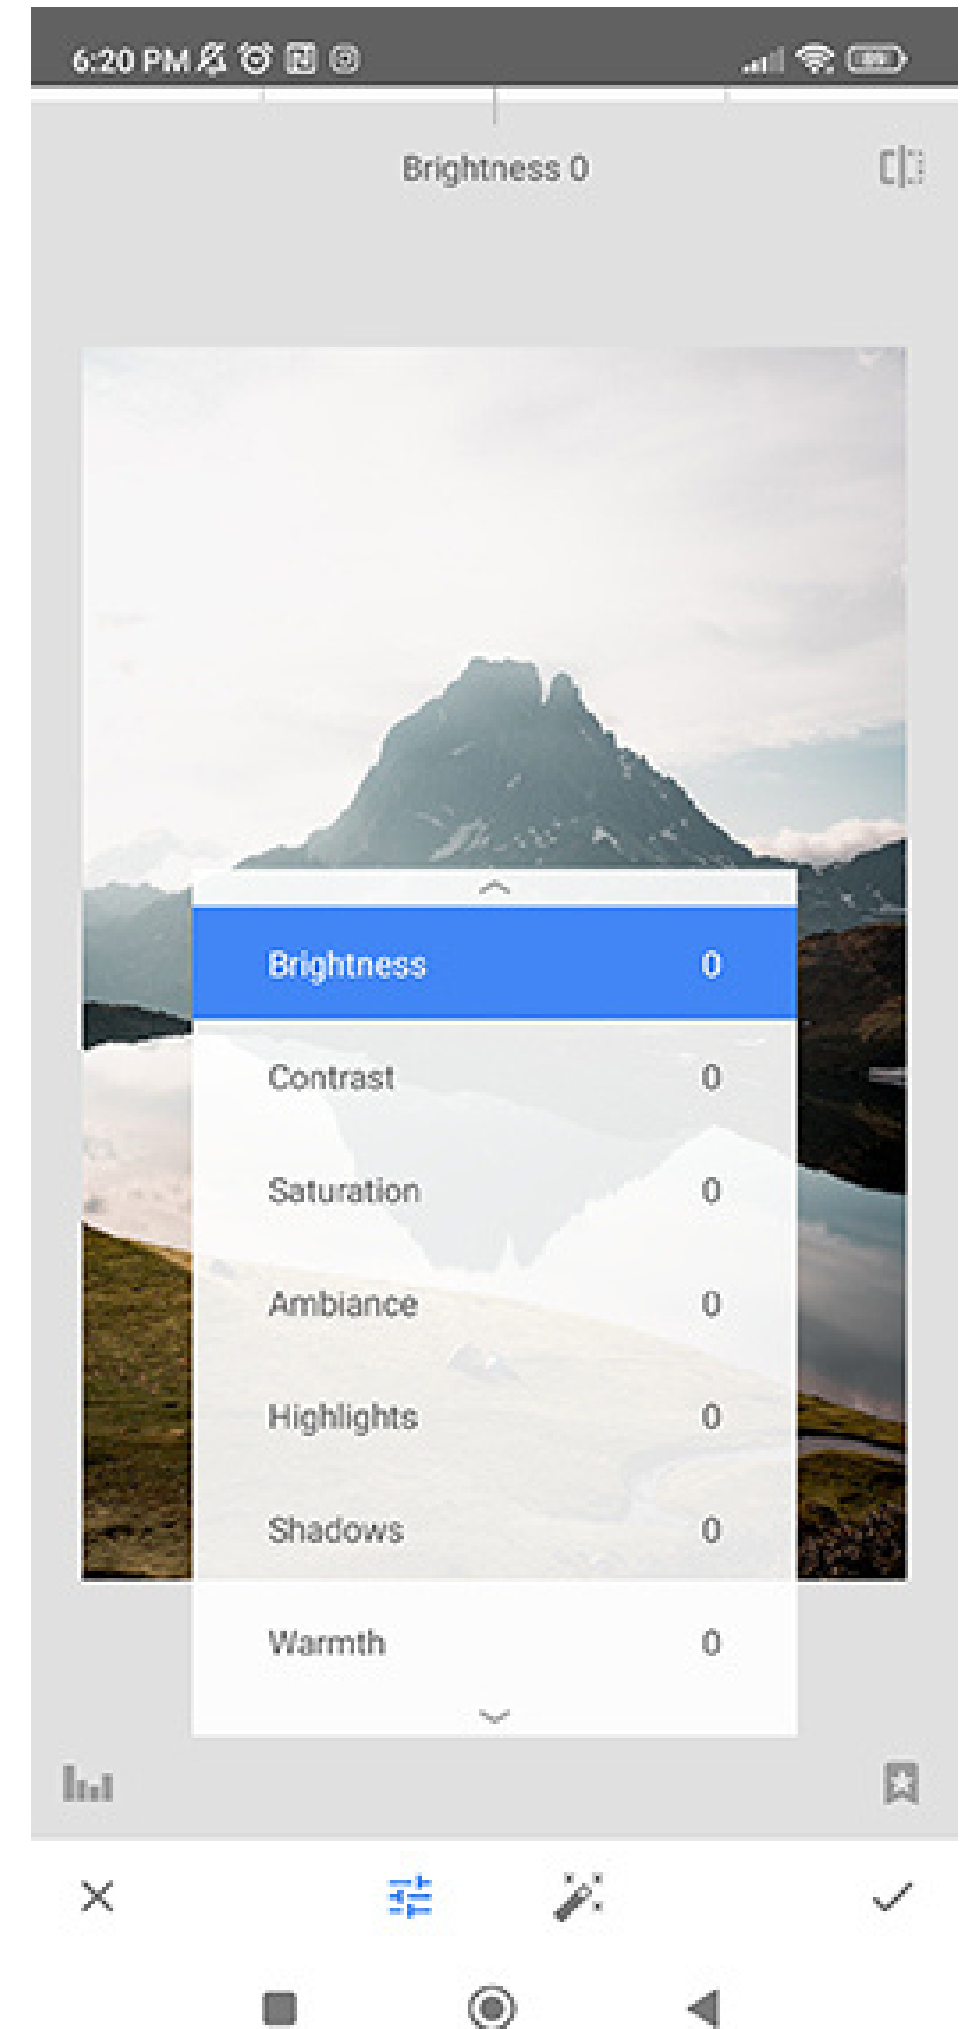 6:20 PM
Brightness 0
Brightness 0
Contrast 0
Saturation 0
Ambiance 0
Highlights 0
Shadows 0
Warmth 0